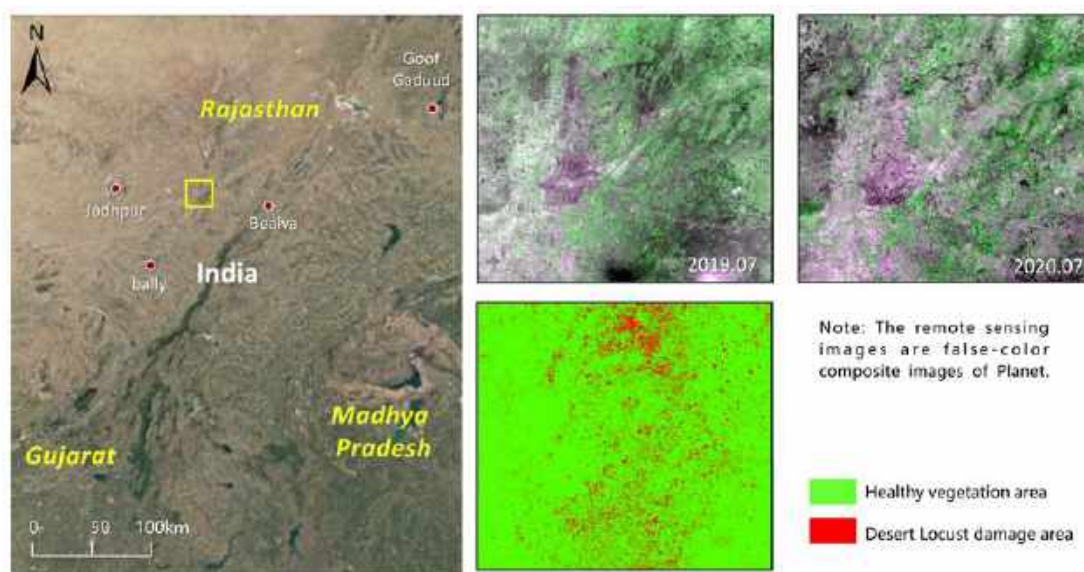 N
Goof
Gaduud
Rajasthan
Jodhpur
Bealva
bally
India
Madhya
Pradesh
Gujarat
0 50 100km
2019.07
2020.07
Note: The remote sensing
images are false-color
composite images of Planet.
Healthy vegetation area
Desert Locust damage area